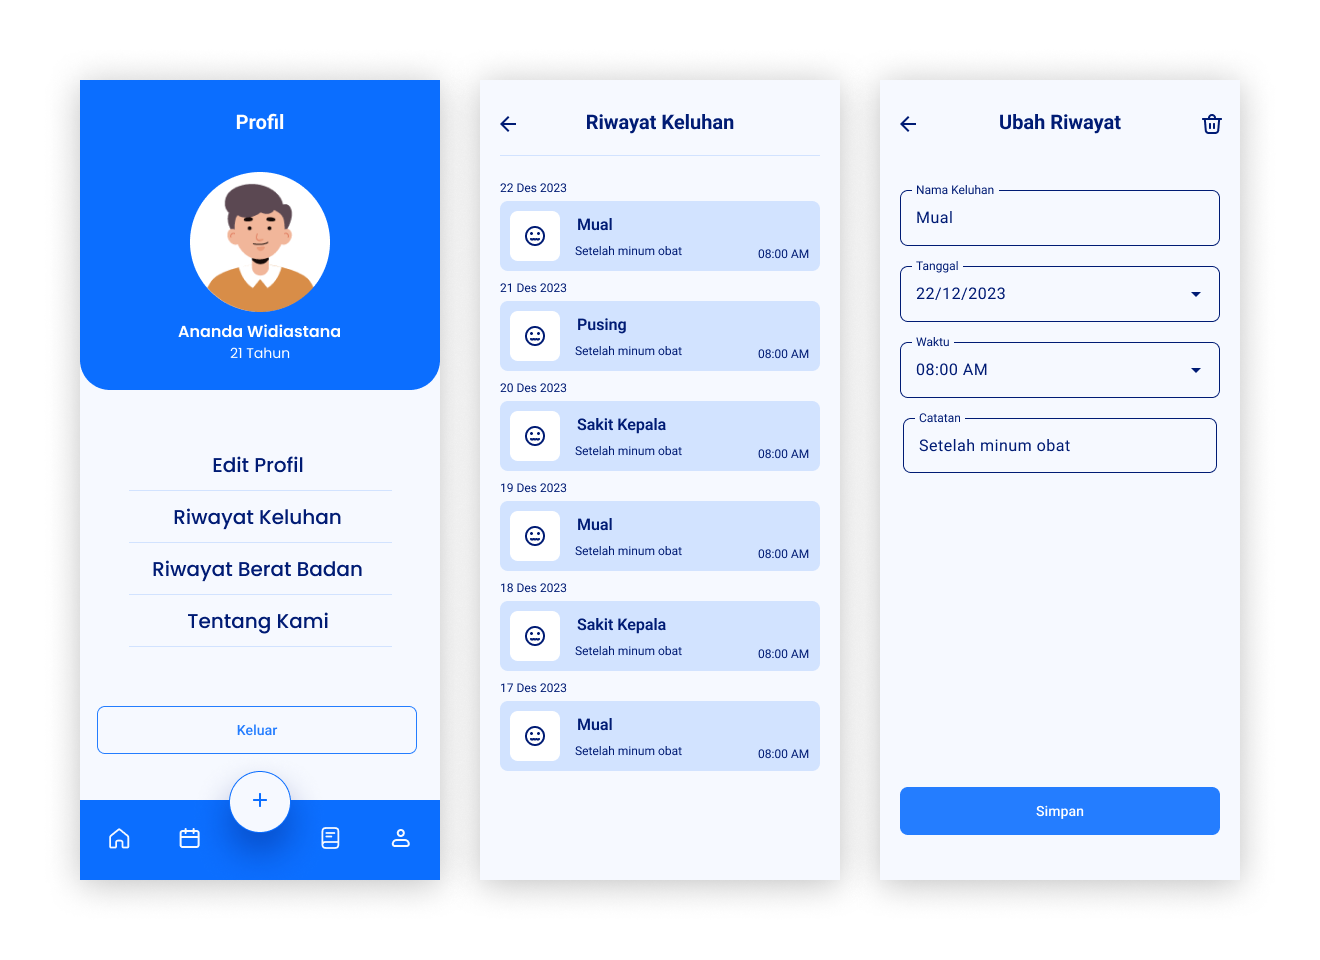 Profil
Ananda Widiastana
21 Tahun
Edit Profil
Riwayat Keluhan
Riwayat Berat Badan
Tentang Kami
Keluar
+
Riwayat Keluhan
22 Des 2023
Mual
Setelah minum obat
08:00 AM
21 Des 2023
Pusing
Setelah minum obat
08:00 AM
20 Des 2023
Sakit Kepala
Setelah minum obat
08:00 AM
19 Des 2023
Mual
Setelah minum obat
08:00 AM
18 Des 2023
Sakit Kepala
Setelah minum obat
08:00 AM
17 Des 2023
Mual
Setelah minum obat
08:00 AM
Ubah Riwayat
Nama Keluhan
Mual
Tanggal
22/12/2023
Waktu
08:00 AM
Catatan
Setelah minum obat
Simpan